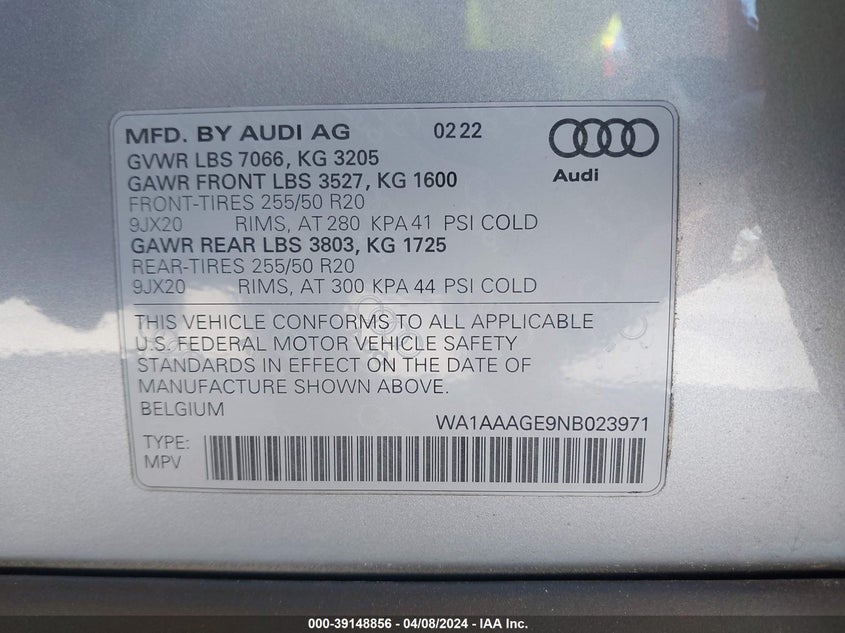 MFD. BY AUDI AG 02 22
GVWR LBS 7066, KG 3205
GAWR FRONT LBS 3527, KG 1600
FRONT-TIRES 255/50 R20
9JX20 RIMS, AT 280 KPA 41 PSI COLD
GAWR REAR LBS 3803, KG 1725
REAR-TIRES 255/50 R20
9JX20 RIMS, AT 300 KPA 44 PSI COLD
Audi
THIS VEHICLE CONFORMS TO ALL APPLICABLE
U.S. FEDERAL MOTOR VEHICLE SAFETY
STANDARDS IN EFFECT ON THE DATE OF
MANUFACTURE SHOWN ABOVE.
BELGIUM
WA1AAAGE9NB023971
TYPE:
MPV
000-39148856 - 04/08/2024 - IAA Inc.